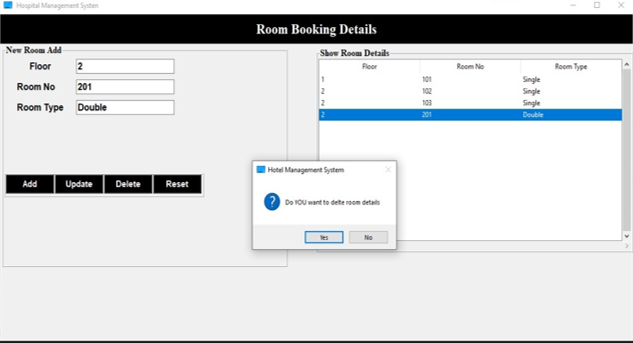 Hospital Management System
Room Booking Details
New Room Add
Floor 2
Room No 201
Room Type Double
Add Update Delete Reset
Show Room Details
Floor Room No Room Type
1 101 Single
2 102 Single
2 103 Single
2 201 Double
Hotel Management System
Do YOU want to delte room details
Yes No